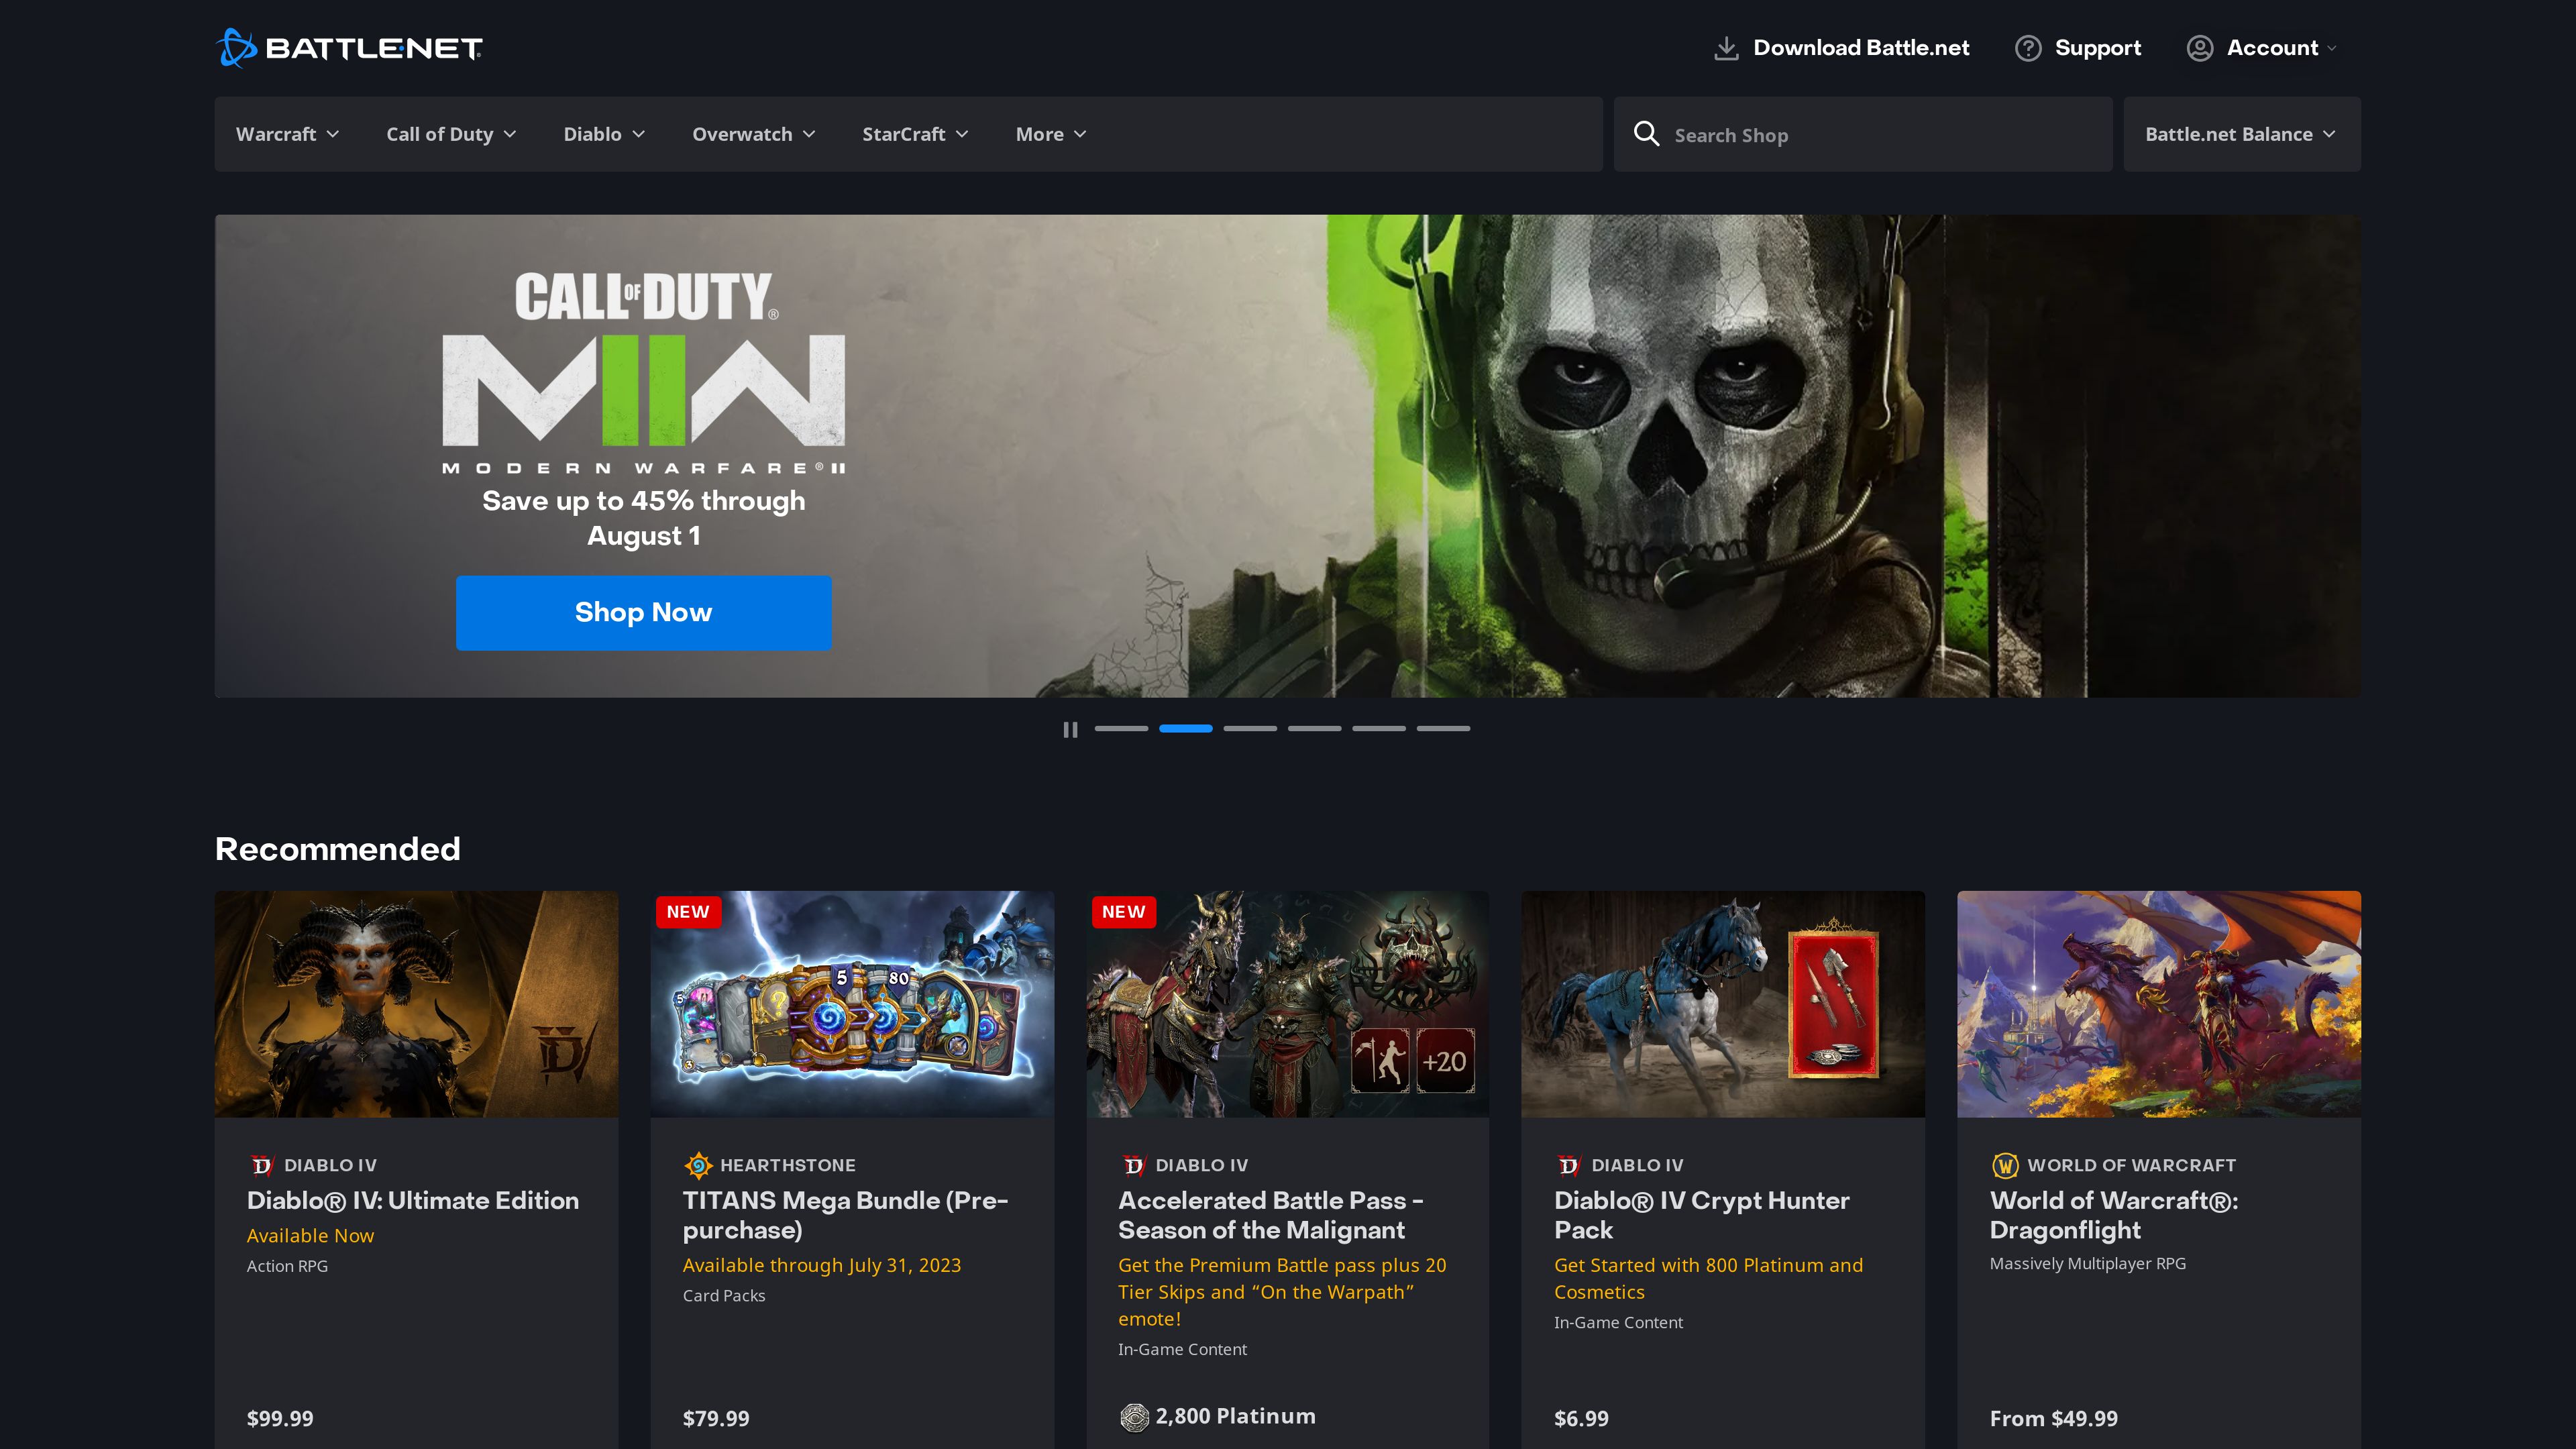 BATTLE.NET
Download Battle.net
Support
Account
Warcraft
Call of Duty
Diablo
Overwatch
StarCraft
More
Search Shop
Battle.net Balance
CALL OF DUTY®
MIIW
MODERN WARFARE® II
Save up to 45% through
August 1
Shop Now
Recommended
DIABLO IV
Diablo® IV: Ultimate Edition
Available Now
Action RPG
$99.99
NEW
5
80
5
3
HEARTHSTONE
TITANS Mega Bundle (Pre-
purchase)
Available through July 31, 2023
Card Packs
$79.99
NEW
+20
DIABLO IV
Accelerated Battle Pass -
Season of the Malignant
Get the Premium Battle pass plus 20
Tier Skips and “On the Warpath”
emote!
In-Game Content
2,800 Platinum
DIABLO IV
Diablo® IV Crypt Hunter
Pack
Get Started with 800 Platinum and
Cosmetics
In-Game Content
$6.99
WORLD OF WARCRAFT
World of Warcraft®:
Dragonflight
Massively Multiplayer RPG
From $49.99